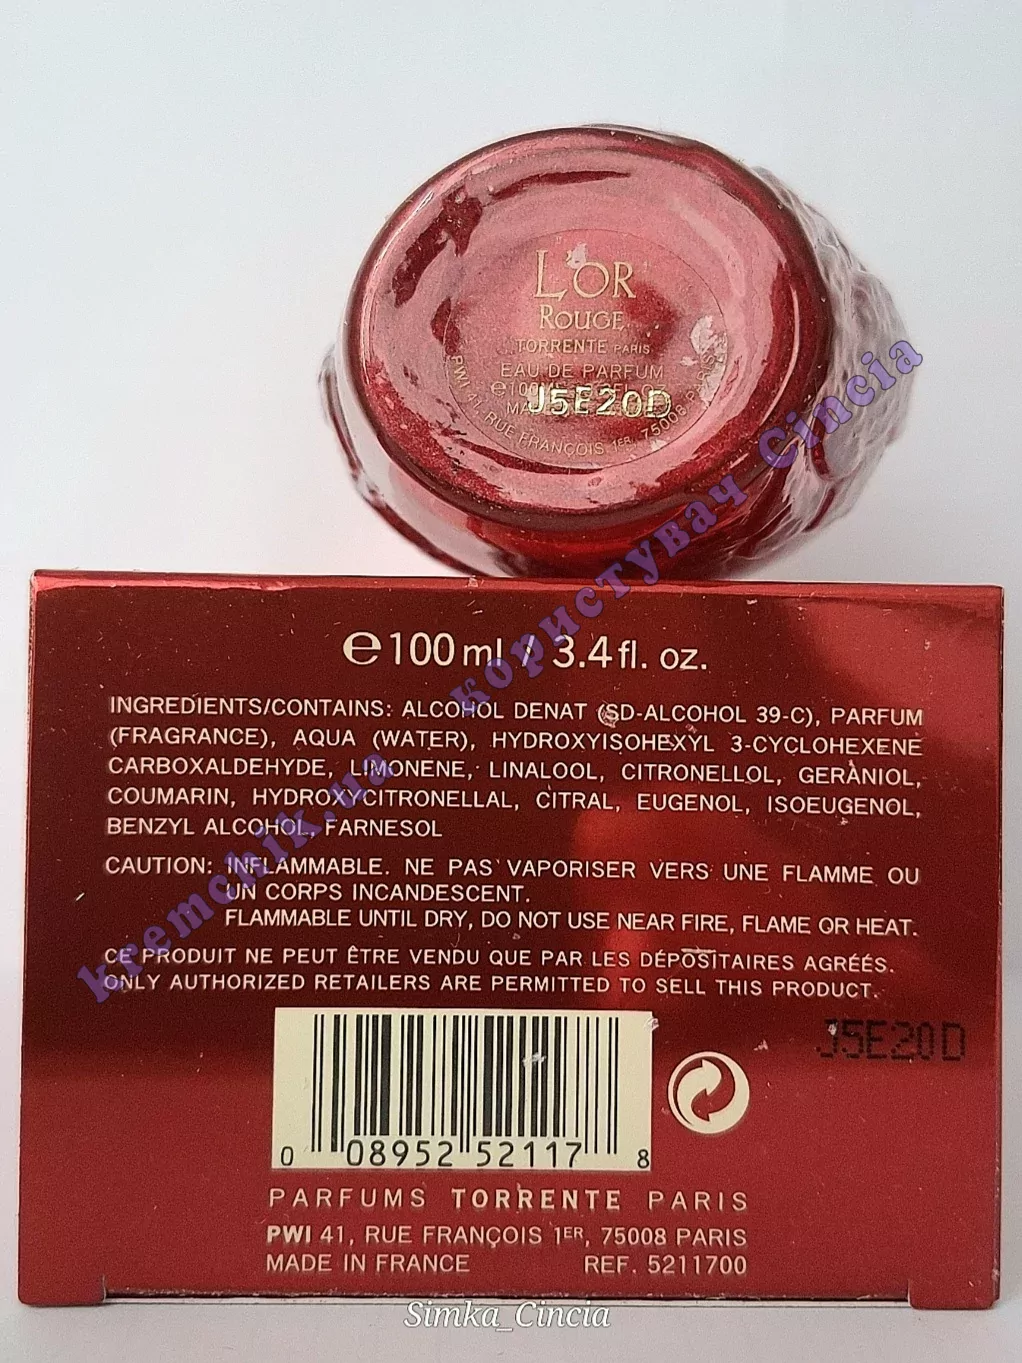 L'OR
ROUGE
TORRENTE PARIS
EAU DE PARFUM
J5E20D
PWI 41, RUE FRANÇOIS 1ER, 75008 PARIS
℮ 100 ml / 3.4 fl. oz.
INGREDIENTS/CONTAINS: ALCOHOL DENAT (SD-ALCOHOL 39-C), PARFUM
(FRAGRANCE), AQUA (WATER), HYDROXYISOHEXYL 3-CYCLOHEXENE
CARBOXALDEHYDE, LIMONENE, LINALOOL, CITRONELLOL, GERANIOL,
COUMARIN, HYDROXYCITRONELLAL, CITRAL, EUGENOL, ISOEUGENOL,
BENZYL ALCOHOL, FARNESOL
CAUTION: INFLAMMABLE. NE PAS VAPORISER VERS UNE FLAMME OU
UN CORPS INCANDESCENT.
FLAMMABLE UNTIL DRY, DO NOT USE NEAR FIRE, FLAME OR HEAT.
CE PRODUIT NE PEUT ÊTRE VENDU QUE PAR LES DÉPOSITAIRES AGRÉÉS.
ONLY AUTHORIZED RETAILERS ARE PERMITTED TO SELL THIS PRODUCT.
J5E20D
0 08952 52117 8
PARFUMS TORRENTE PARIS
PWI 41, RUE FRANÇOIS 1ER, 75008 PARIS
MADE IN FRANCE REF. 5211700
kremchik.ua користувач Cincia
Simka_Cincia